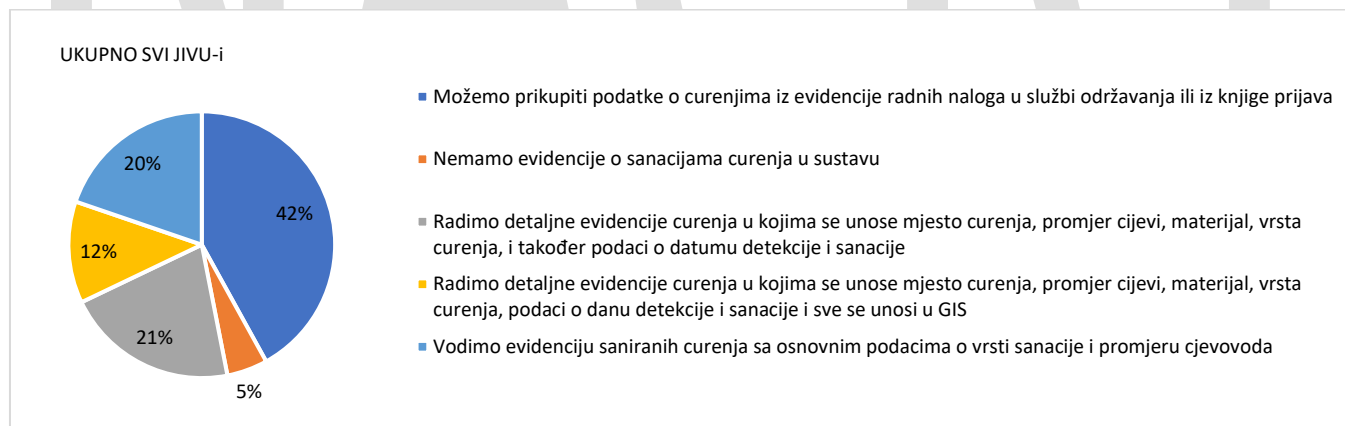 UKUPNO SVI JIVU-i
Možemo prikupiti podatke o curenjima iz evidencije radnih naloga u službi održavanja ili iz knjige prijava
Nemamo evidencije o sanacijama curenja u sustavu
Radimo detaljne evidencije curenja u kojima se unose mjesto curenja, promjer cijevi, materijal, vrsta
curenja, i također podaci o datumu detekcije i sanacije
Radimo detaljne evidencije curenja u kojima se unose mjesto curenja, promjer cijevi, materijal, vrsta
curenja, podaci o danu detekcije i sanacije i sve se unosi u GIS
Vodimo evidenciju saniranih curenja sa osnovnim podacima o vrsti sanacije i promjeru cjevovoda
20%
42%
12%
21%
5%